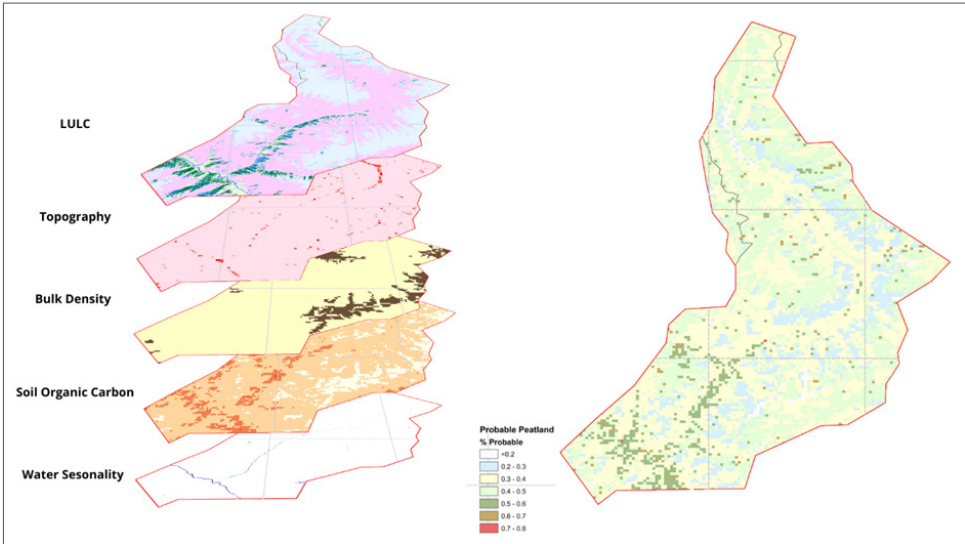 LULC
Topography
Bulk Density
Soil Organic Carbon
Water Sesonality
Probable Peatland
% Probable
<0.2
0.2 - 0.3
0.3 - 0.4
0.4 - 0.5
0.5 - 0.6
0.6 - 0.7
0.7 - 0.8